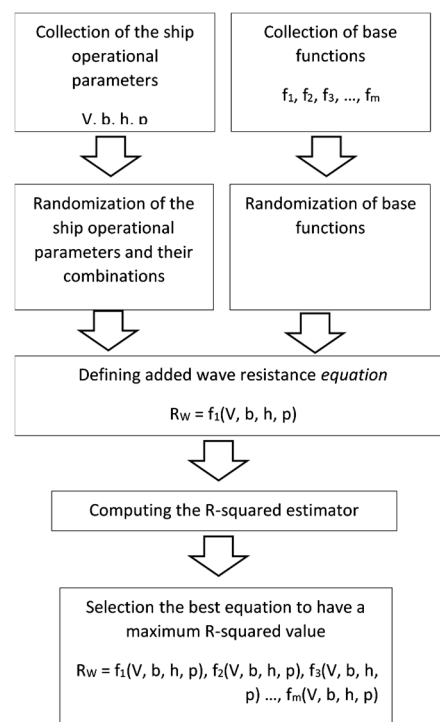 Collection of the ship
operational
parameters
V, b, h, p
Collection of base
functions
f₁, f₂, f₃, ..., fₘ
Randomization of the
ship operational
parameters and their
combinations
Randomization of base
functions
Defining added wave resistance equation
Rw = f₁(V, b, h, p)
Computing the R-squared estimator
Selection the best equation to have a
maximum R-squared value
Rw = f₁(V, b, h, p), f₂(V, b, h, p), f₃(V, b, h,
p) ..., fₘ(V, b, h, p)